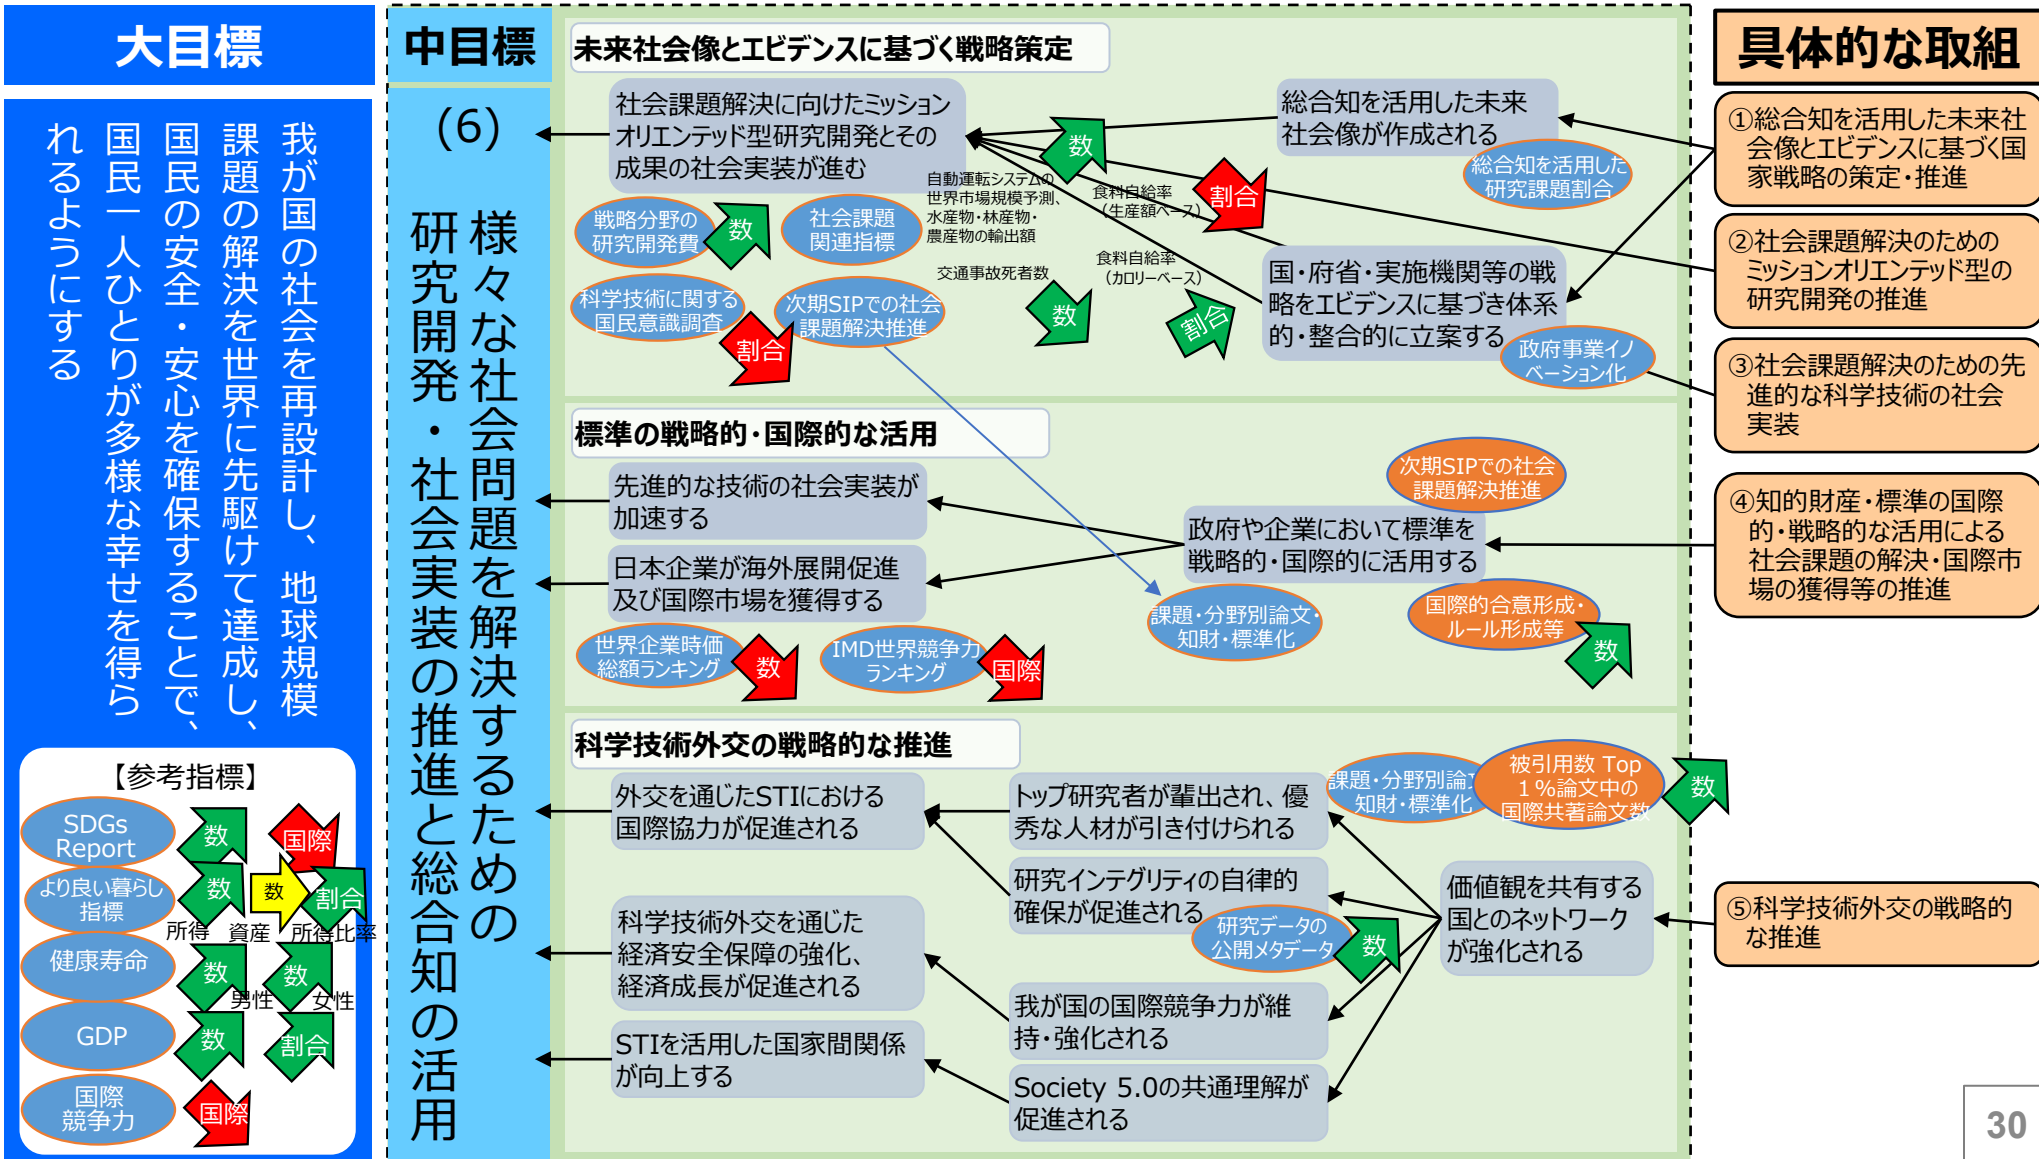 大目標
我が国の社会を再設計し、地球規模
課題の解決を世界に先駆けて達成し、
国民の安全・安心を確保することで、
国民一人ひとりが多様な幸せを得ら
れるようにする
【参考指標】
SDGs
Report
数
国際
より良い暮らし
指標
数
数
割合
所得
資産
所得比率
健康寿命
数
数
男性
女性
GDP
数
割合
国際
競争力
国際
中目標
(6)
様々な社会問題を解決するための
研究開発・社会実装の推進と総合知の活用
未来社会像とエビデンスに基づく戦略策定
社会課題解決に向けたミッション
オリエンテッド型研究開発とその
成果の社会実装が進む
総合知を活用した未来
社会像が作成される
総合知を活用した
研究課題割合
数
自動運転システムの
世界市場規模予測、
水産物・林産物・
農産物の輸出額
食料自給率
(生産額ベース)
割合
戦略分野の
研究開発費
数
社会課題
関連指標
科学技術に関する
国民意識調査
割合
次期SIPでの社会
課題解決推進
交通事故死者数
数
食料自給率
(カロリーベース)
割合
国・府省・実施機関等の戦
略をエビデンスに基づき体系
的・整合的に立案する
政府事業イノ
ベーション化
標準の戦略的・国際的な活用
先進的な技術の社会実装が
加速する
日本企業が海外展開促進
及び国際市場を獲得する
次期SIPでの社会
課題解決推進
政府や企業において標準を
戦略的・国際的に活用する
世界企業時価
総額ランキング
数
IMD世界競争力
ランキング
国際
課題・分野別論文・
知財・標準化
国際的合意形成・
ルール形成等
数
科学技術外交の戦略的な推進
外交を通じたSTIにおける
国際協力が促進される
トップ研究者が輩出され、優
秀な人材が引き付けられる
課題・分野別論
知財・標準化
被引用数 Top
1%論文中の
国際共著論文数
数
研究インテグリティの自律的
確保が促進される
研究データの
公開メタデータ
数
価値観を共有する
国とのネットワーク
が強化される
科学技術外交を通じた
経済安全保障の強化、
経済成長が促進される
我が国の国際競争力が維
持・強化される
STIを活用した国家間関係
が向上する
Society 5.0の共通理解が
促進される
具体的な取組
①総合知を活用した未来社
会像とエビデンスに基づく国
家戦略の策定・推進
②社会課題解決のための
ミッションオリエンテッド型の
研究開発の推進
③社会課題解決のための先
進的な科学技術の社会
実装
④知的財産・標準の国際
的・戦略的な活用による
社会課題の解決・国際市
場の獲得等の推進
⑤科学技術外交の戦略的
な推進
30